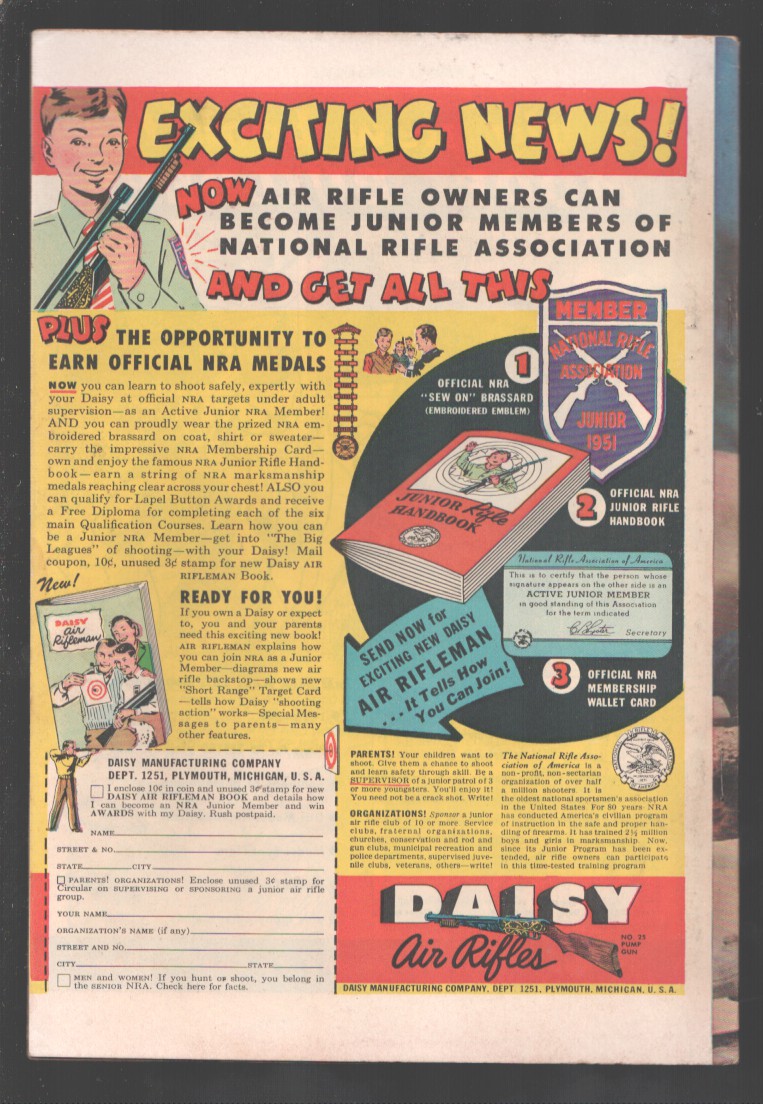 EXCITING NEWS!
NOW AIR RIFLE OWNERS CAN
BECOME JUNIOR MEMBERS OF
NATIONAL RIFLE ASSOCIATION
AND GET ALL THIS
PLUS THE OPPORTUNITY TO
EARN OFFICIAL NRA MEDALS
NOW you can learn to shoot safely, expertly with
your Daisy at official NRA targets under adult
supervision—as an Active Junior NRA Member!
AND you can proudly wear the prized NRA em-
broidered brassard on coat, shirt or sweater—
carry the impressive NRA Membership Card—
own and enjoy the famous NRA Junior Rifle Hand-
book—earn a string of NRA marksmanship
medals reaching clear across your chest! ALSO you
can qualify for Lapel Button Awards and receive
a Free Diploma for completing each of the six
main Qualification Courses. Learn how you can
be a Junior NRA Member—get into "The Big
Leagues" of shooting—with your Daisy! Mail
coupon, 10¢, unused 3¢ stamp for new Daisy AIR
RIFLEMAN Book.
New!
DAISY
Air
Rifleman
READY FOR YOU!
If you own a Daisy or expect
to, you and your parents
need this exciting new book!
AIR RIFLEMAN explains how
you can join NRA as a Junior
Member—diagrams new air
rifle backstop—shows new
"Short Range" Target Card
—tells how Daisy "shooting
action" works—Special Mes-
sages to parents—many
other features.
1
OFFICIAL NRA
"SEW ON" BRASSARD
(EMBROIDERED EMBLEM)
MEMBER
NATIONAL RIFLE
ASSOCIATION
JUNIOR
1951
JUNIOR Rifle
HANDBOOK
2
OFFICIAL NRA
JUNIOR RIFLE
HANDBOOK
National Rifle Association of America
This is to certify that the person whose
signature appears on the other side is an
ACTIVE JUNIOR MEMBER
in good standing of this Association
for the term indicated
Secretary
3
OFFICIAL NRA
MEMBERSHIP
WALLET CARD
SEND NOW for
EXCITING NEW DAISY
AIR RIFLEMAN
...It Tells How
You Can Join!
DAISY MANUFACTURING COMPANY
DEPT. 1251, PLYMOUTH, MICHIGAN, U. S. A.
I enclose 10¢ in coin and unused 3¢ stamp for new
DAISY AIR RIFLEMAN BOOK and details how
I can become an NRA Junior Member and win
AWARDS with my Daisy. Rush postpaid.
NAME
STREET & NO.
STATE CITY
PARENTS! ORGANIZATIONS! Enclose unused 3¢ stamp for
Circular on SUPERVISING or SPONSORING a junior air rifle
group.
YOUR NAME
ORGANIZATION'S NAME (if any)
STREET AND NO.
CITY STATE
MEN and WOMEN! If you hunt or shoot, you belong in
the SENIOR NRA. Check here for facts.
PARENTS! Your children want to
shoot. Give them a chance to shoot
and learn safety through skill. Be a
SUPERVISOR of a junior patrol of 3
or more youngsters. You'll enjoy it!
You need not be a crack shot. Write!
ORGANIZATIONS! Sponsor a junior
air rifle club of 10 or more Service
clubs, fraternal organizations,
churches, conservation and rod and
gun clubs, municipal recreation and
police departments, supervised juve-
nile clubs, veterans, others—write!
The National Rifle Asso-
ciation of America is a
non-profit, non-sectarian
organization of over half
a million shooters. It is
the oldest national sportsmen's association
in the United States For 80 years NRA
has conducted America's civilian program
of instruction in the safe and proper han-
dling of firearms. It has trained 2½ million
boys and girls in marksmanship Now,
since its Junior Program has been ex-
tended, air rifle owners can participate
in this time-tested training program
DAISY
Air Rifles
NO. 25
PUMP
GUN
DAISY MANUFACTURING COMPANY, DEPT. 1251, PLYMOUTH, MICHIGAN, U. S. A.